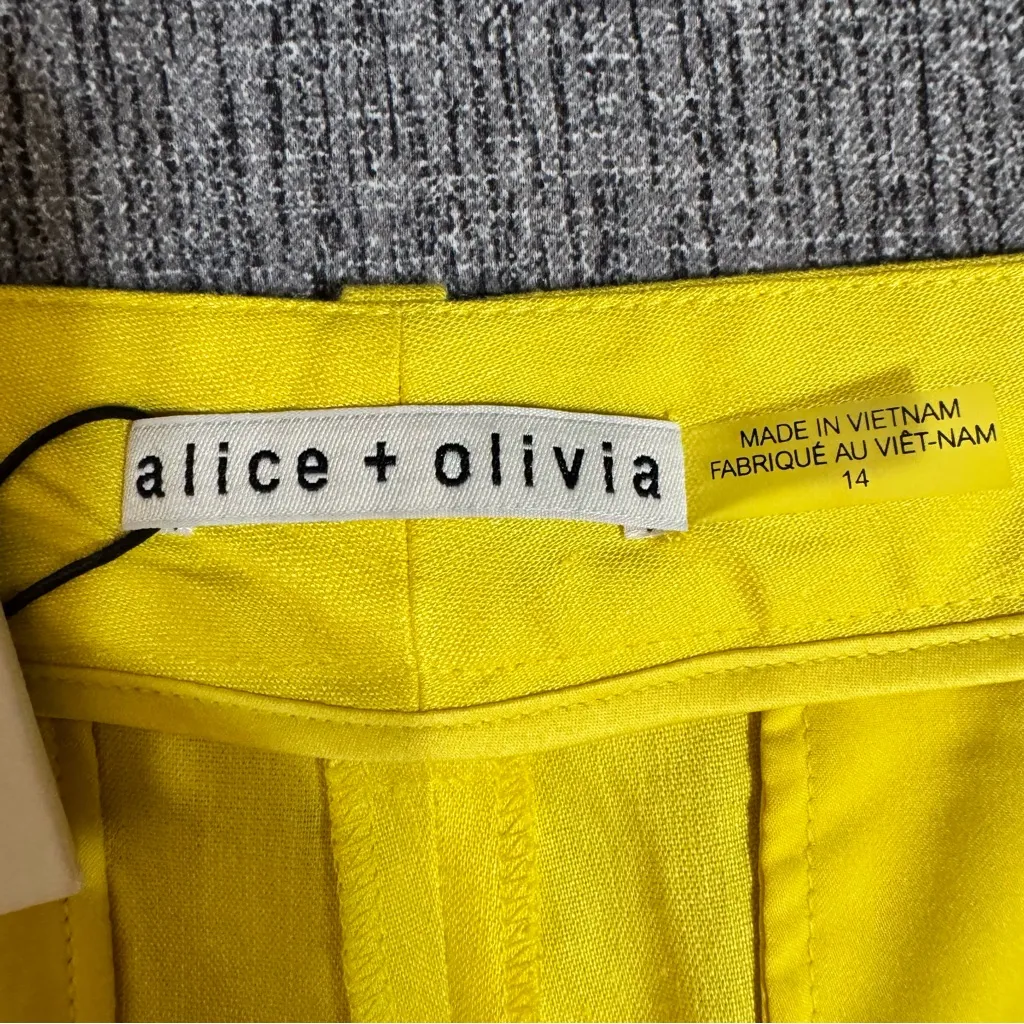 alice + olivia
MADE IN VIETNAM
FABRIQUÉ AU VIÊT-NAM
14